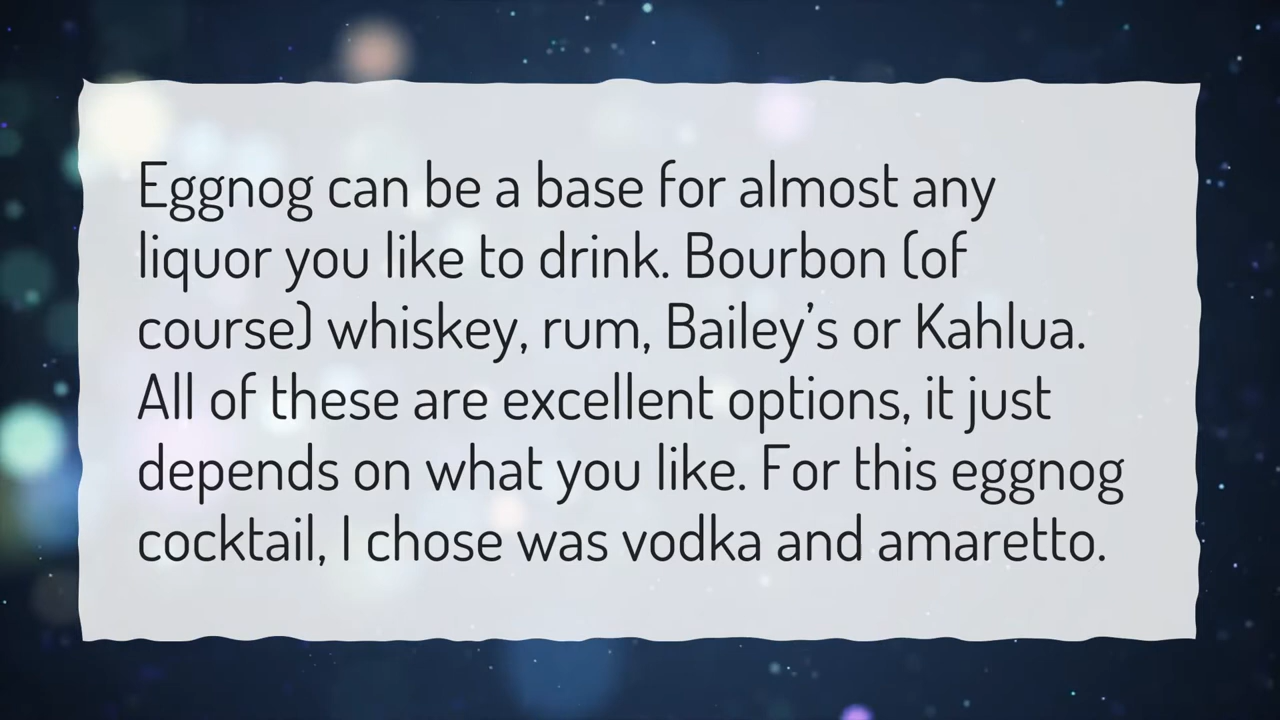 Eggnog can be a base for almost any
liquor you like to drink. Bourbon (of
course) whiskey, rum, Bailey’s or Kahlua.
All of these are excellent options, it just
depends on what you like. For this eggnog
cocktail, I chose was vodka and amaretto.